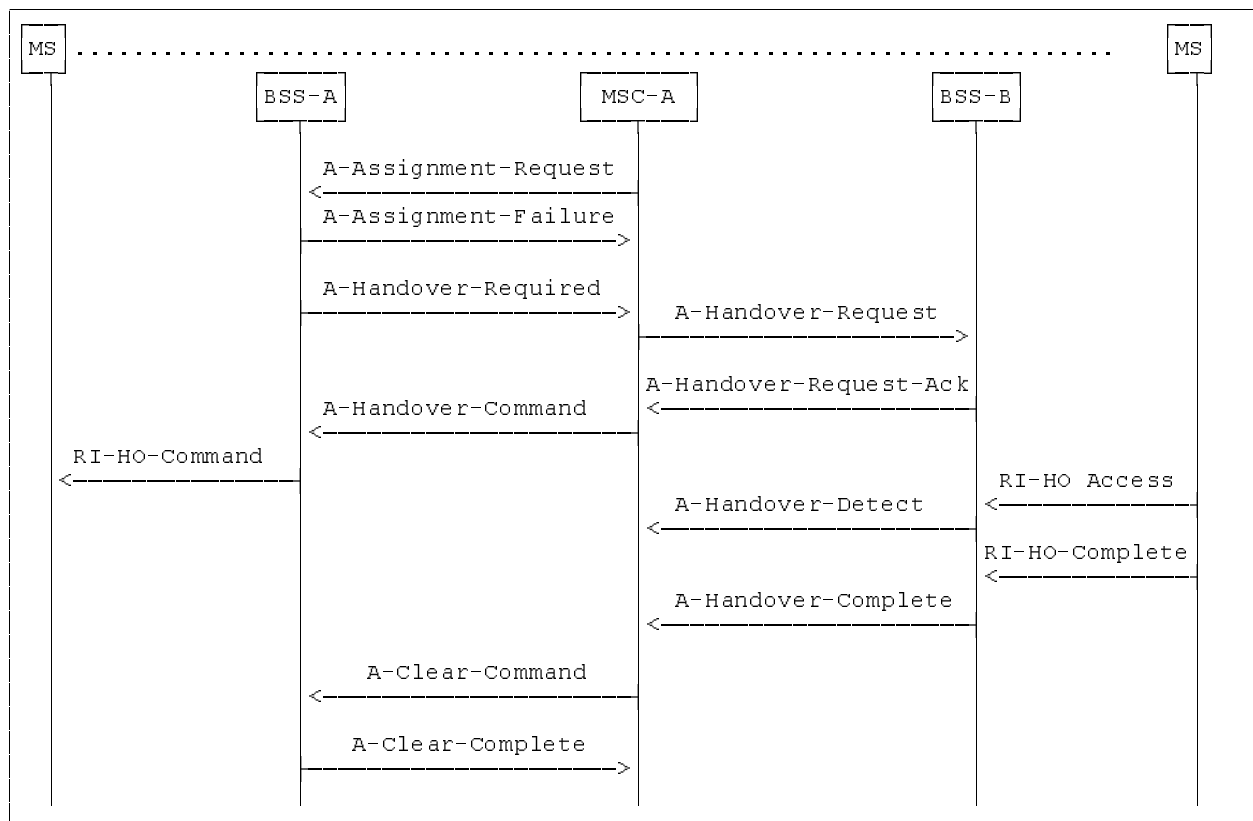 MS
MS
BSS-A
MSC-A
BSS-B
A-Assignment-Request
A-Assignment-Failure
A-Handover-Required
A-Handover-Request
A-Handover-Request-Ack
A-Handover-Command
RI-HO-Command
RI-HO Access
A-Handover-Detect
RI-HO-Complete
A-Handover-Complete
A-Clear-Command
A-Clear-Complete